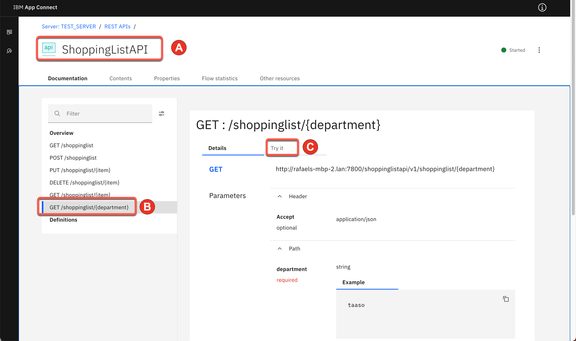 IBM App Connect
Server: TEST_SERVER / REST APIs /
api ShoppingListAPI A
Started
Documentation Contents Properties Flow statistics Other resources
Filter
Overview
GET /shoppinglist
POST /shoppinglist
PUT /shoppinglist/{item}
DELETE /shoppinglist/{item}
GET /shoppinglist/{item}
GET /shoppinglist/{department} B
Definitions
GET : /shoppinglist/{department}
Details Try it C
GET http://rafaels-mbp-2.lan:7800/shoppinglistapi/v1/shoppinglist/{department}
Parameters Header
Accept application/json
optional
Path
department string
required
Example
taaso